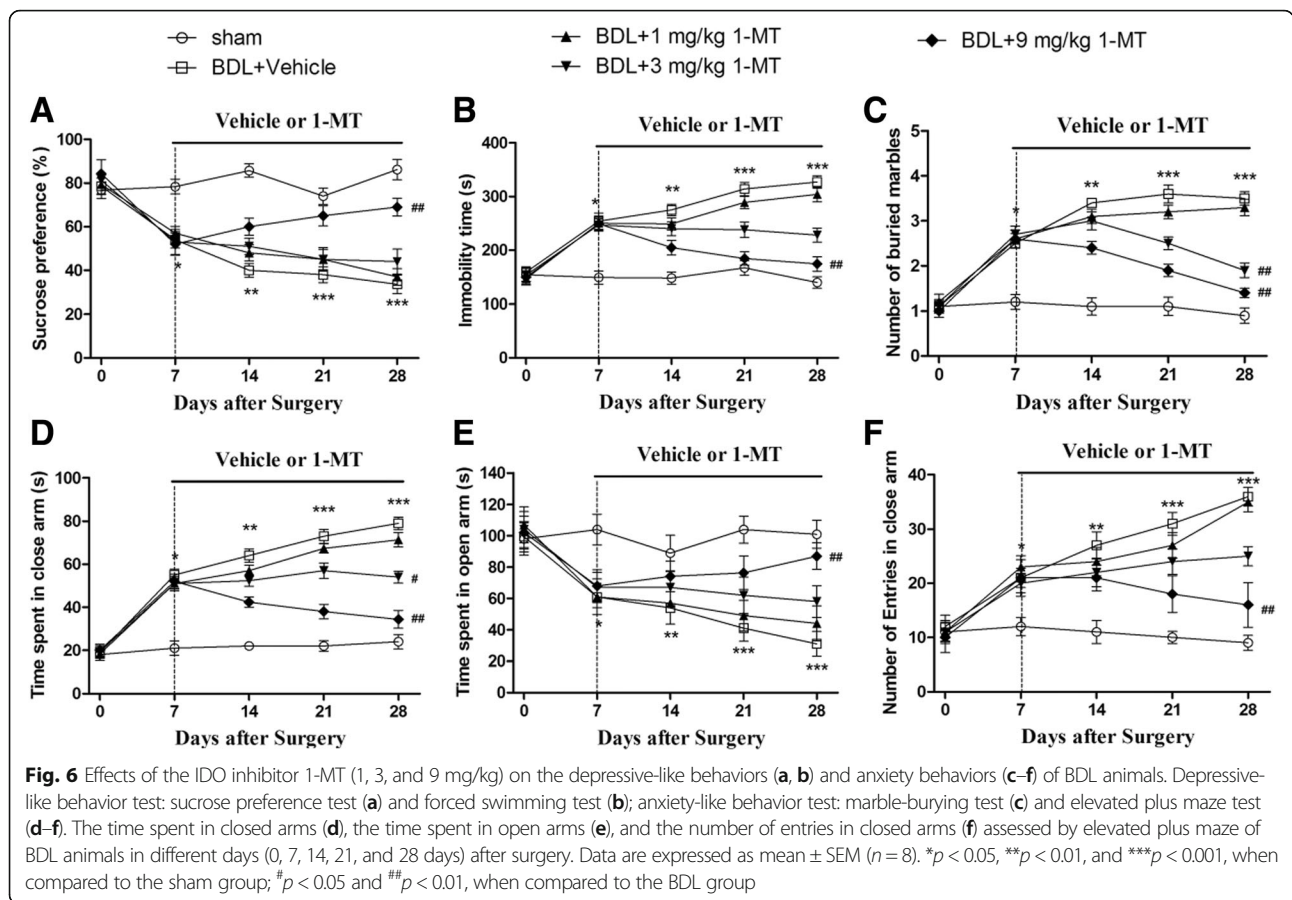 sham
BDL+Vehicle
BDL+1 mg/kg 1-MT
BDL+3 mg/kg 1-MT
BDL+9 mg/kg 1-MT
A
Vehicle or 1-MT
Sucrose preference (%)
100
80
60
40
20
0
*
**
***
***
##
0 7 14 21 28
Days after Surgery
B
Vehicle or 1-MT
Immobility time (s)
400
300
200
100
0
*
**
***
***
##
0 7 14 21 28
Days after Surgery
C
Vehicle or 1-MT
Number of buried marbles
5
4
3
2
1
0
*
**
***
***
##
##
0 7 14 21 28
Days after Surgery
D
Vehicle or 1-MT
Time spent in close arm (s)
100
80
60
40
20
0
*
**
***
***
#
##
0 7 14 21 28
Days after Surgery
E
Vehicle or 1-MT
Time spent in open arm (s)
140
120
100
80
60
40
20
0
*
**
***
***
##
0 7 14 21 28
Days after Surgery
F
Vehicle or 1-MT
Number of Entries in close arm
40
30
20
10
0
*
**
***
***
##
0 7 14 21 28
Days after Surgery
Fig. 6 Effects of the IDO inhibitor 1-MT (1, 3, and 9 mg/kg) on the depressive-like behaviors (a, b) and anxiety behaviors (c–f) of BDL animals. Depressive-
like behavior test: sucrose preference test (a) and forced swimming test (b); anxiety-like behavior test: marble-burying test (c) and elevated plus maze test
(d–f). The time spent in closed arms (d), the time spent in open arms (e), and the number of entries in closed arms (f) assessed by elevated plus maze of
BDL animals in different days (0, 7, 14, 21, and 28 days) after surgery. Data are expressed as mean ± SEM (n = 8). *p < 0.05, **p < 0.01, and ***p < 0.001, when
compared to the sham group; #p < 0.05 and ##p < 0.01, when compared to the BDL group